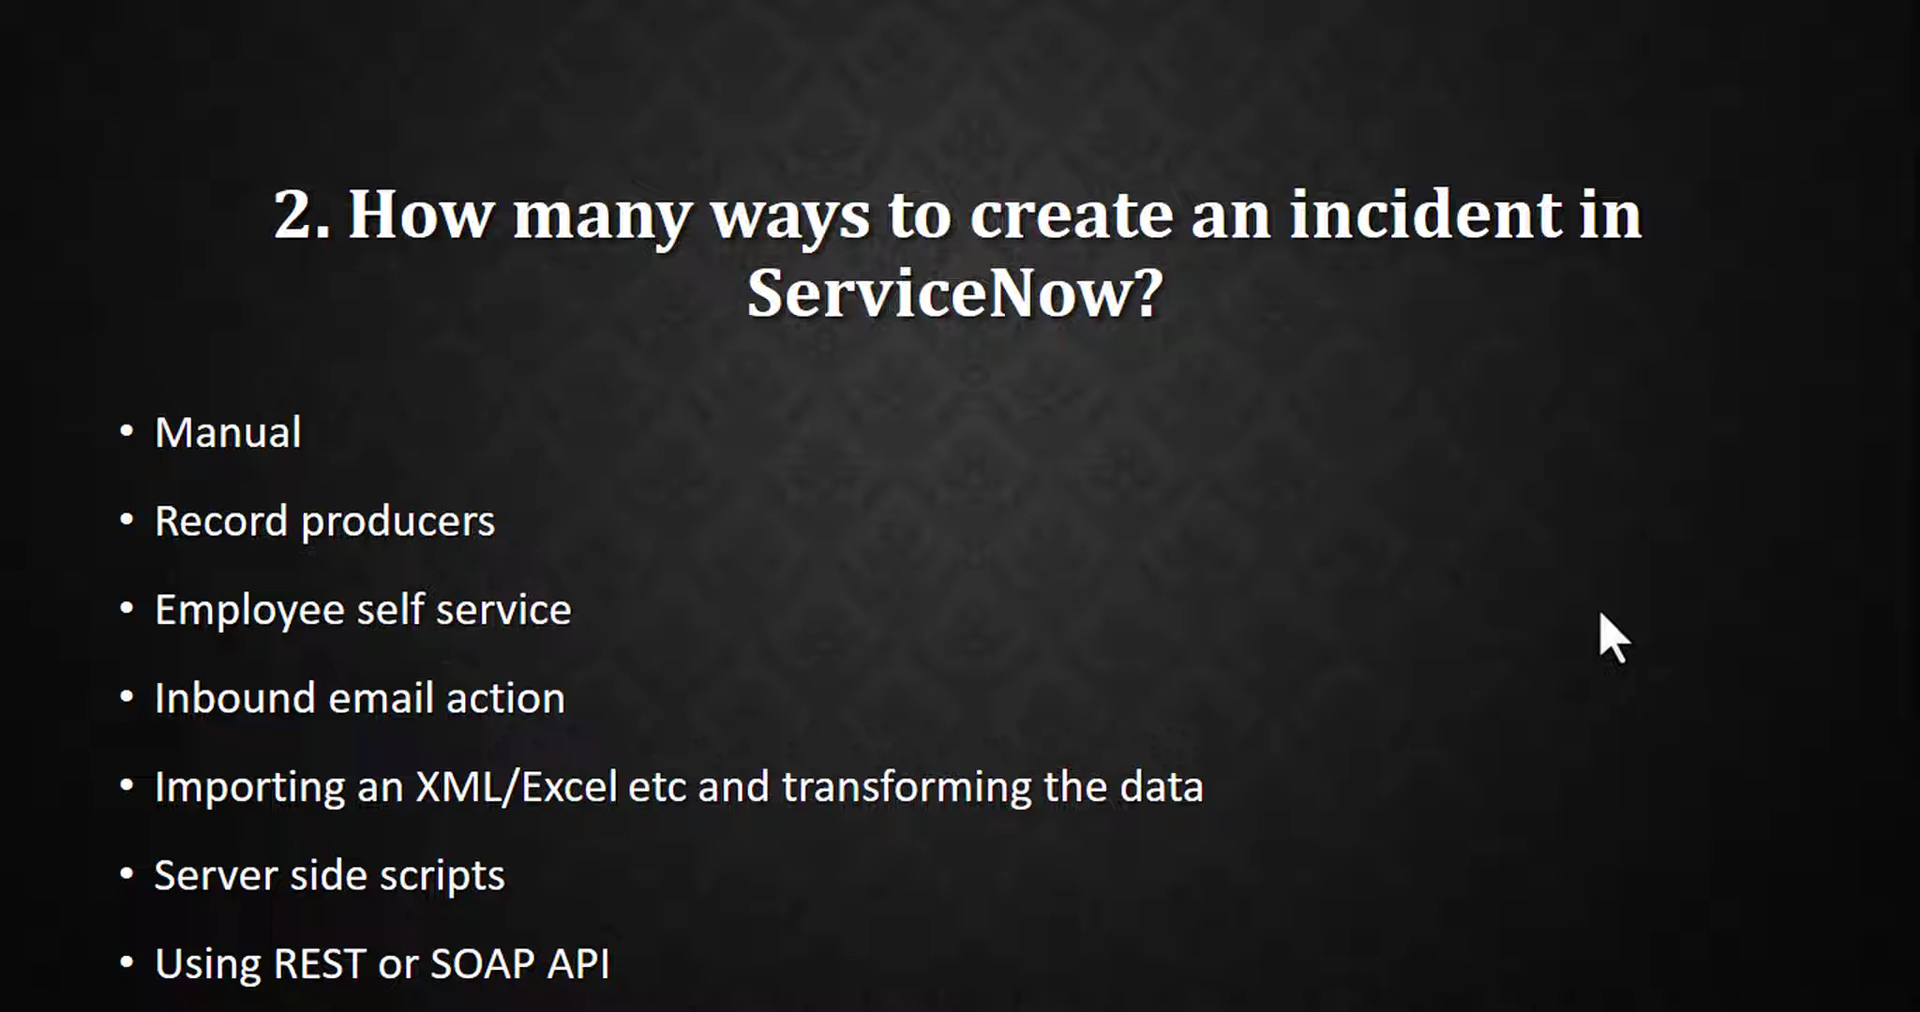 2. How many ways to create an incident in
ServiceNow?
• Manual
• Record producers
• Employee self service
• Inbound email action
• Importing an XML/Excel etc and transforming the data
• Server side scripts
• Using REST or SOAP API